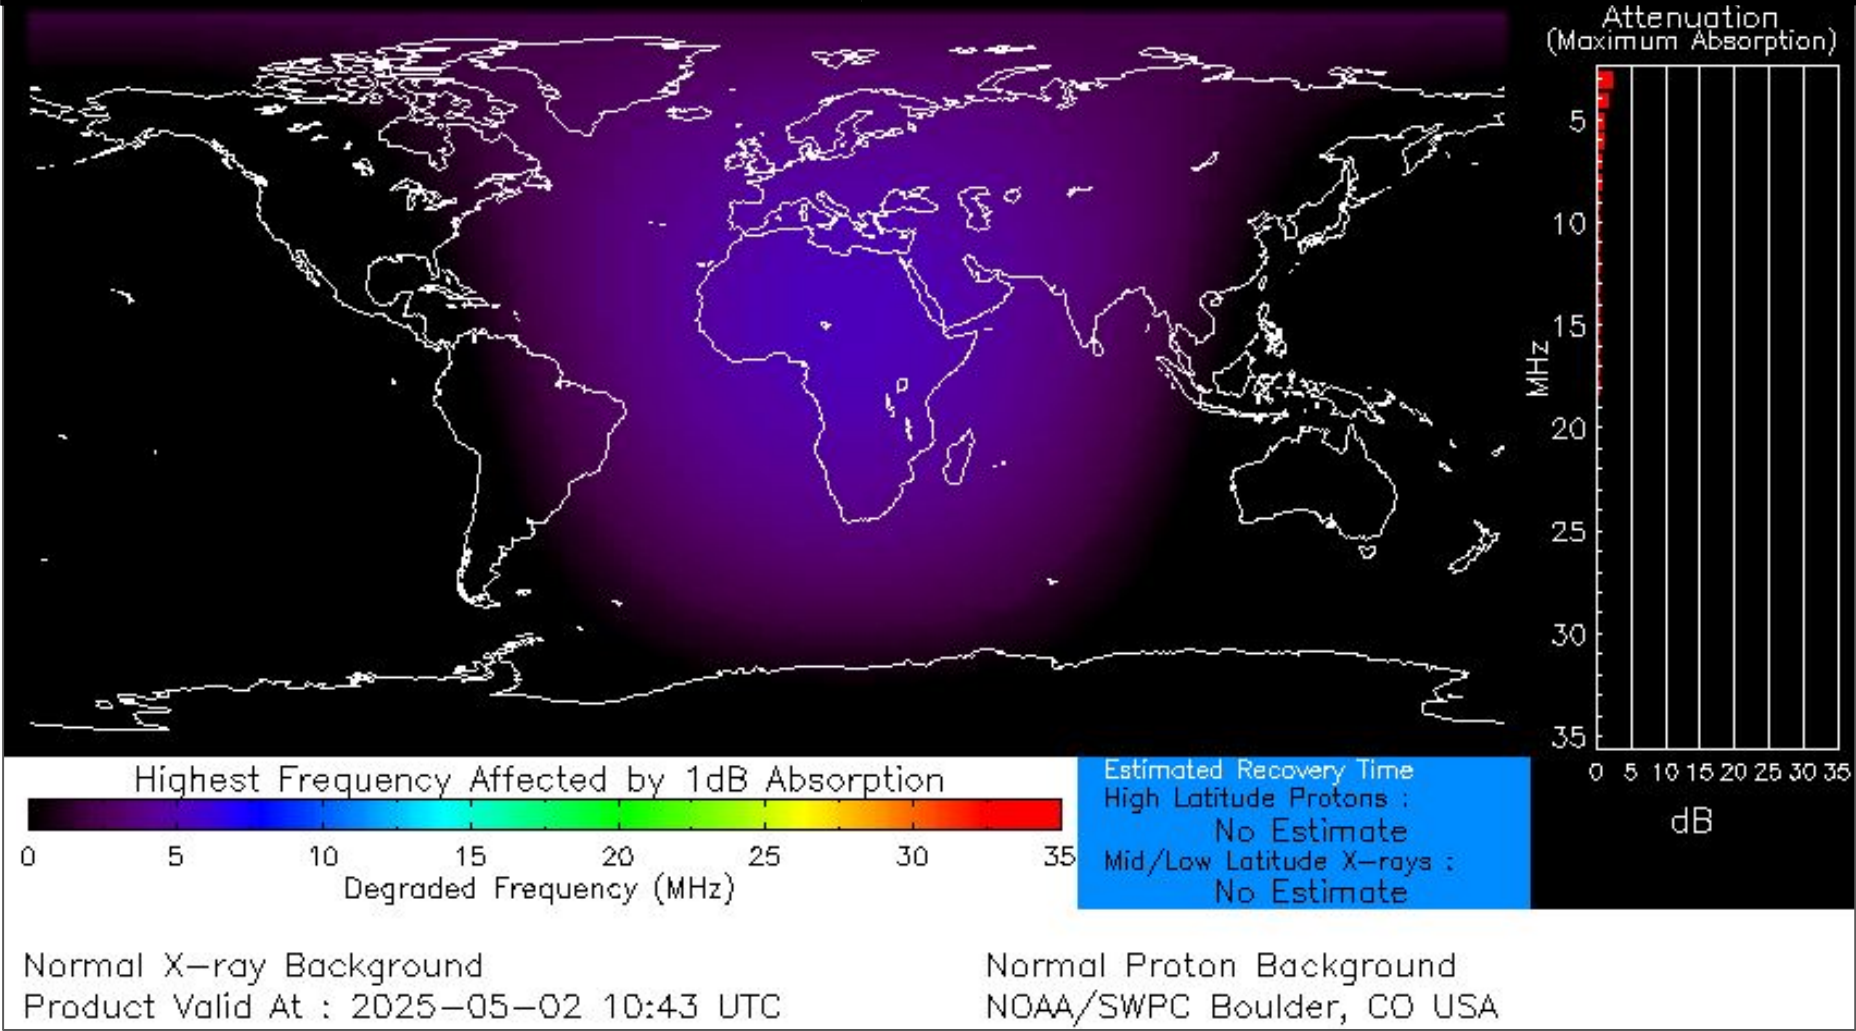 Attenuation
(Maximum Absorption)
5
10
15
20
25
30
35
MHz
0 5 10 15 20 25 30 35
dB
Highest Frequency Affected by 1dB Absorption
0 5 10 15 20 25 30 35
Degraded Frequency (MHz)
Estimated Recovery Time
High Latitude Protons :
No Estimate
Mid/Low Latitude X-rays :
No Estimate
Normal X-ray Background
Product Valid At : 2025-05-02 10:43 UTC
Normal Proton Background
NOAA/SWPC Boulder, CO USA